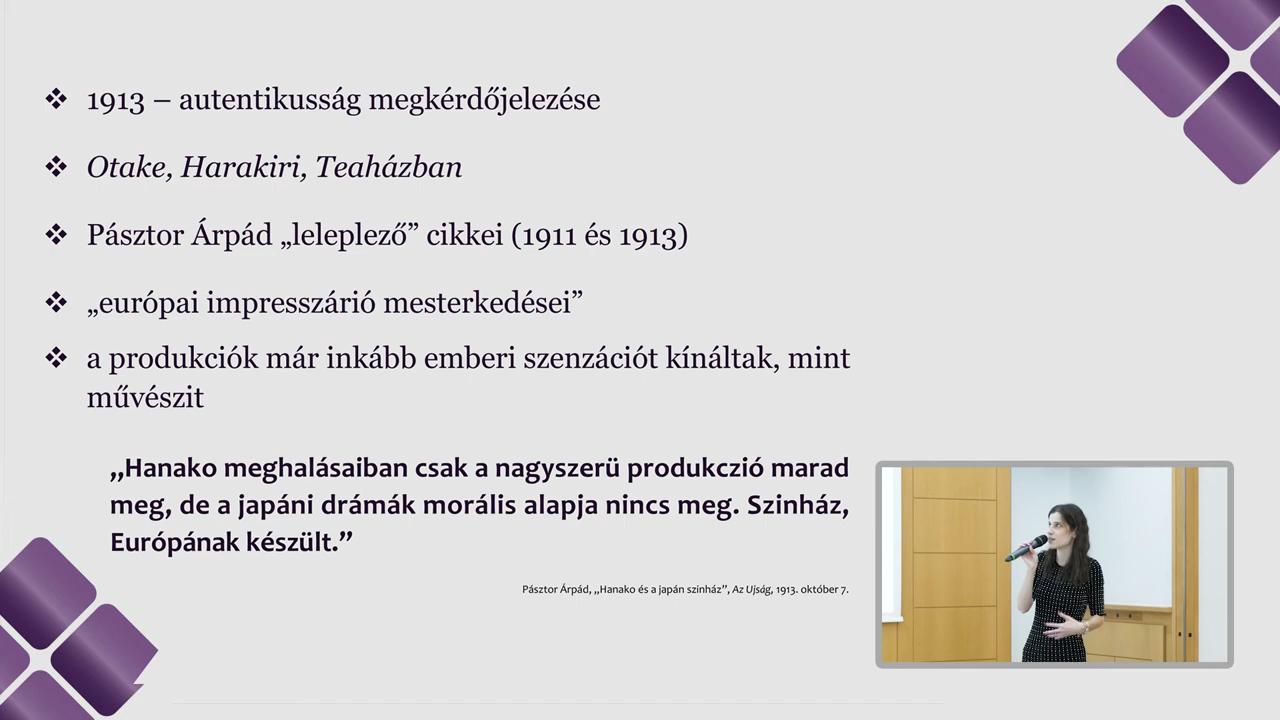 ❖ 1913 – autentikusság megkérdőjelezése
❖ Otake, Harakiri, Teaházban
❖ Pásztor Árpád „leleplező” cikkei (1911 és 1913)
❖ „európai impresszárió mesterkedései”
❖ a produkciók már inkább emberi szenzációt kínáltak, mint
művészit
„Hanako meghalásaiban csak a nagyszerü produkczió marad
meg, de a japáni drámák morális alapja nincs meg. Szinház,
Európának készült.”
Pásztor Árpád, „Hanako és a japán szinház”, Az Ujság, 1913. október 7.